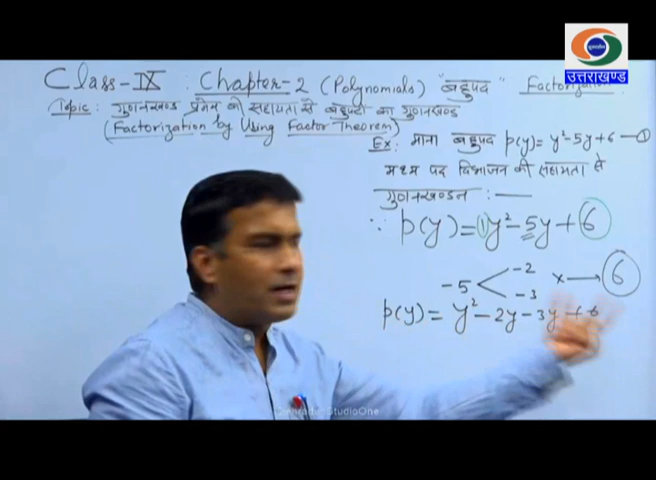 उत्तराखण्ड
Class-IX : Chapter-2 (Polynomials) "बहुपद" Factorization
Topic: गुणनखण्ड प्रमेय की सहायता से बहुपदों का गुणनखण्ड
(Factorization by Using Factor Theorem)
Ex: माना बहुपद p(y)= y²-5y+6 —①
मध्य पद विभाजन की सहायता से
गुणनखण्डन : —
∵ p(y)= 1y²-5y+6
-2
-5 < × → 6
-3
p(y)= y²-2y-3y+6
StudioOne